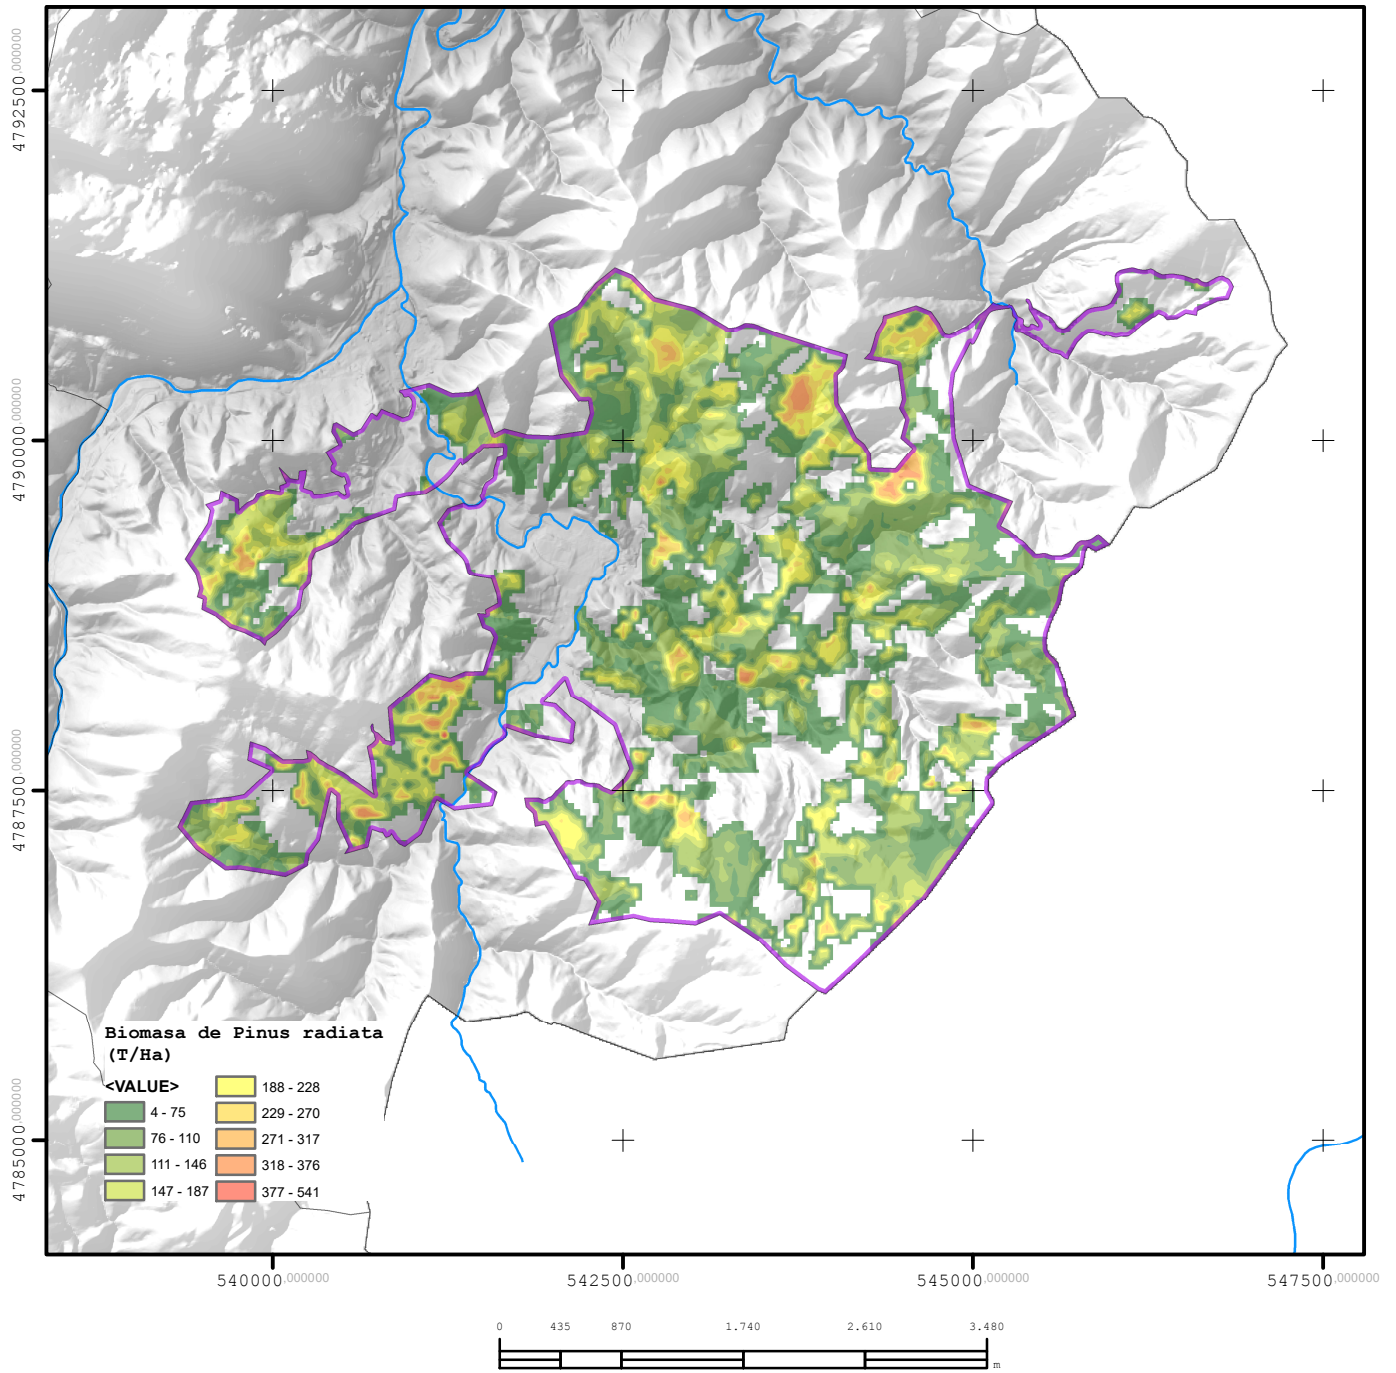 4792500,000000
4790000,000000
4787500,000000
4785000,000000
Biomasa de Pinus radiata
(T/Ha)
<VALUE>
4 - 75
76 - 110
111 - 146
147 - 187
188 - 228
229 - 270
271 - 317
318 - 376
377 - 541
540000,000000 542500,000000 545000,000000 547500,000000
0 435 870 1.740 2.610 3.480
m